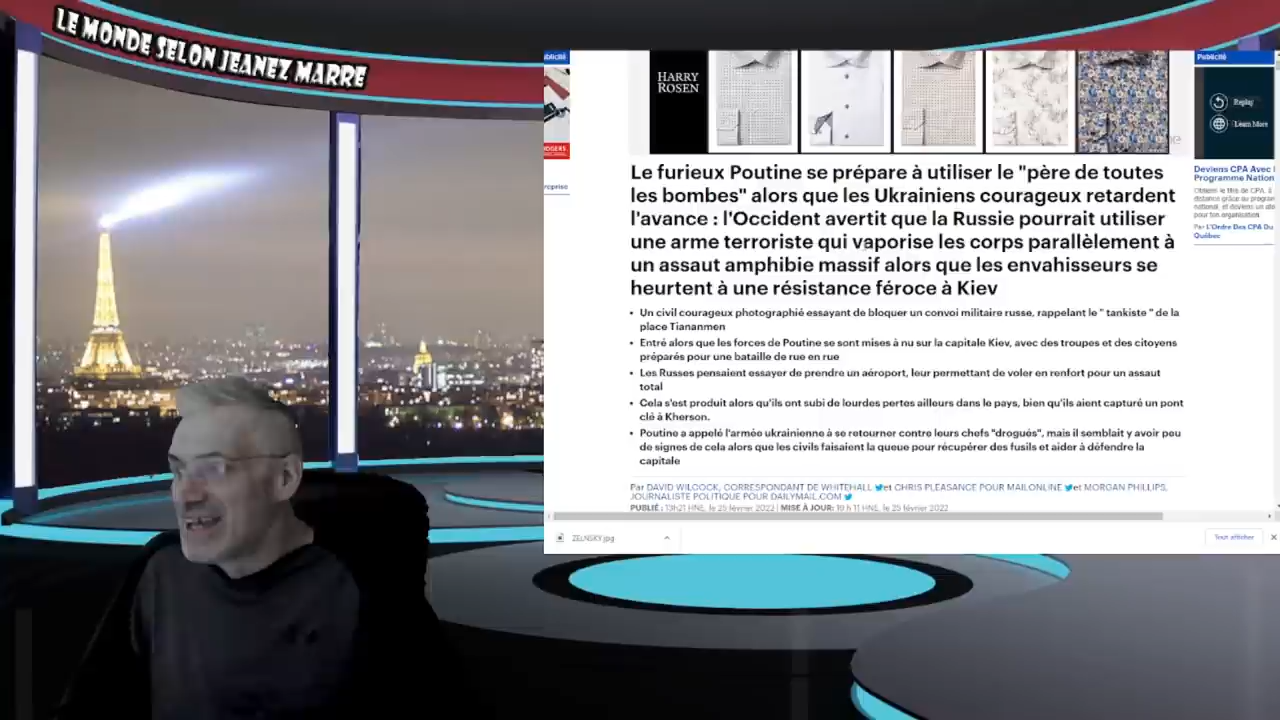 LE MONDE SELON JEANEZ MARRE
HARRY
ROSEN
Publicité
Replay
Learn More
Deviens CPA Avec
Programme Nation
Par L'Ordre Des CPA Du
Québec
Le furieux Poutine se prépare à utiliser le "père de toutes
les bombes" alors que les Ukrainiens courageux retardent
l'avance : l'Occident avertit que la Russie pourrait utiliser
une arme terroriste qui vaporise les corps parallèlement à
un assaut amphibie massif alors que les envahisseurs se
heurtent à une résistance féroce à Kiev
• Un civil courageux photographié essayant de bloquer un convoi militaire russe, rappelant le " tankiste " de la
place Tiananmen
• Entré alors que les forces de Poutine se sont mises à nu sur la capitale Kiev, avec des troupes et des citoyens
préparés pour une bataille de rue en rue
• Les Russes pensaient essayer de prendre un aéroport, leur permettant de voler en renfort pour un assaut
total
• Cela s'est produit alors qu'ils ont subi de lourdes pertes ailleurs dans le pays, bien qu'ils aient capturé un pont
clé à Kherson.
• Poutine a appelé l'armée ukrainienne à se retourner contre leurs chefs "drogués", mais il semblait y avoir peu
de signes de cela alors que les civils faisaient la queue pour récupérer des fusils et aider à défendre la
capitale
Par DAVID WILCOCK, CORRESPONDANT DE WHITEHALL et CHRIS PLEASANCE POUR MAILONLINE et MORGAN PHILLIPS,
JOURNALISTE POLITIQUE POUR DAILYMAIL.COM
PUBLIÉ : 13h21 HNE, le 25 février 2022 | MISE À JOUR: 19 h 11 HNE, le 25 février 2022
ZELNSKY.jpg
Tout afficher